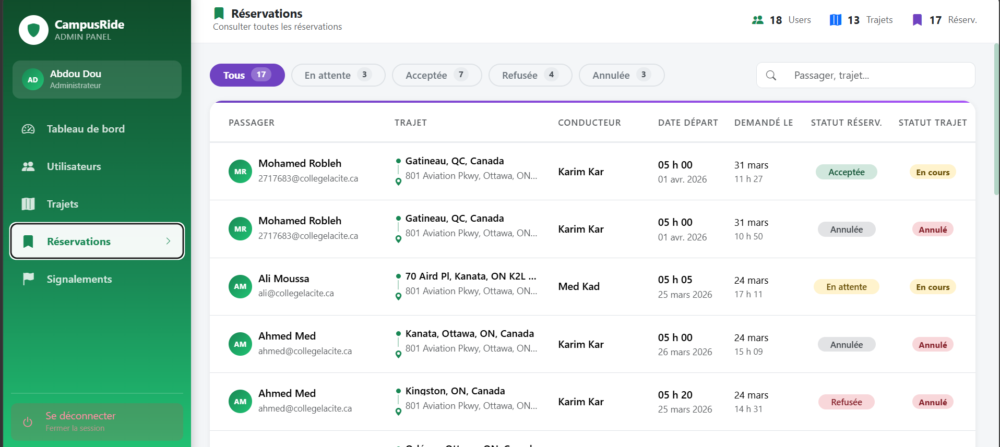 CampusRide
ADMIN PANEL
AD
Abdou Dou
Administrateur
Tableau de bord
Utilisateurs
Trajets
Réservations
Signalements
Se déconnecter
Fermer la session
Réservations
Consulter toutes les réservations
18 Users 13 Trajets 17 Réserv.
Tous 17 En attente 3 Acceptée 7 Refusée 4 Annulée 3
Passager, trajet...
PASSAGER TRAJET CONDUCTEUR DATE DÉPART DEMANDÉ LE STATUT RÉSERV. STATUT TRAJET
MR
Mohamed Robleh
2717683@collegelacite.ca
Gatineau, QC, Canada
801 Aviation Pkwy, Ottawa, ON...
Karim Kar
05 h 00
01 avr. 2026
31 mars
11 h 27
Acceptée
En cours
MR
Mohamed Robleh
2717683@collegelacite.ca
Gatineau, QC, Canada
801 Aviation Pkwy, Ottawa, ON...
Karim Kar
05 h 00
01 avr. 2026
31 mars
10 h 50
Annulée
Annulé
AM
Ali Moussa
ali@collegelacite.ca
70 Aird Pl, Kanata, ON K2L ...
801 Aviation Pkwy, Ottawa, ON...
Med Kad
05 h 05
25 mars 2026
24 mars
17 h 11
En attente
En cours
AM
Ahmed Med
ahmed@collegelacite.ca
Kanata, Ottawa, ON, Canada
801 Aviation Pkwy, Ottawa, ON...
Karim Kar
05 h 00
26 mars 2026
24 mars
15 h 09
Annulée
Annulé
AM
Ahmed Med
ahmed@collegelacite.ca
Kingston, ON, Canada
801 Aviation Pkwy, Ottawa, ON...
Karim Kar
05 h 20
25 mars 2026
24 mars
14 h 31
Refusée
Annulé